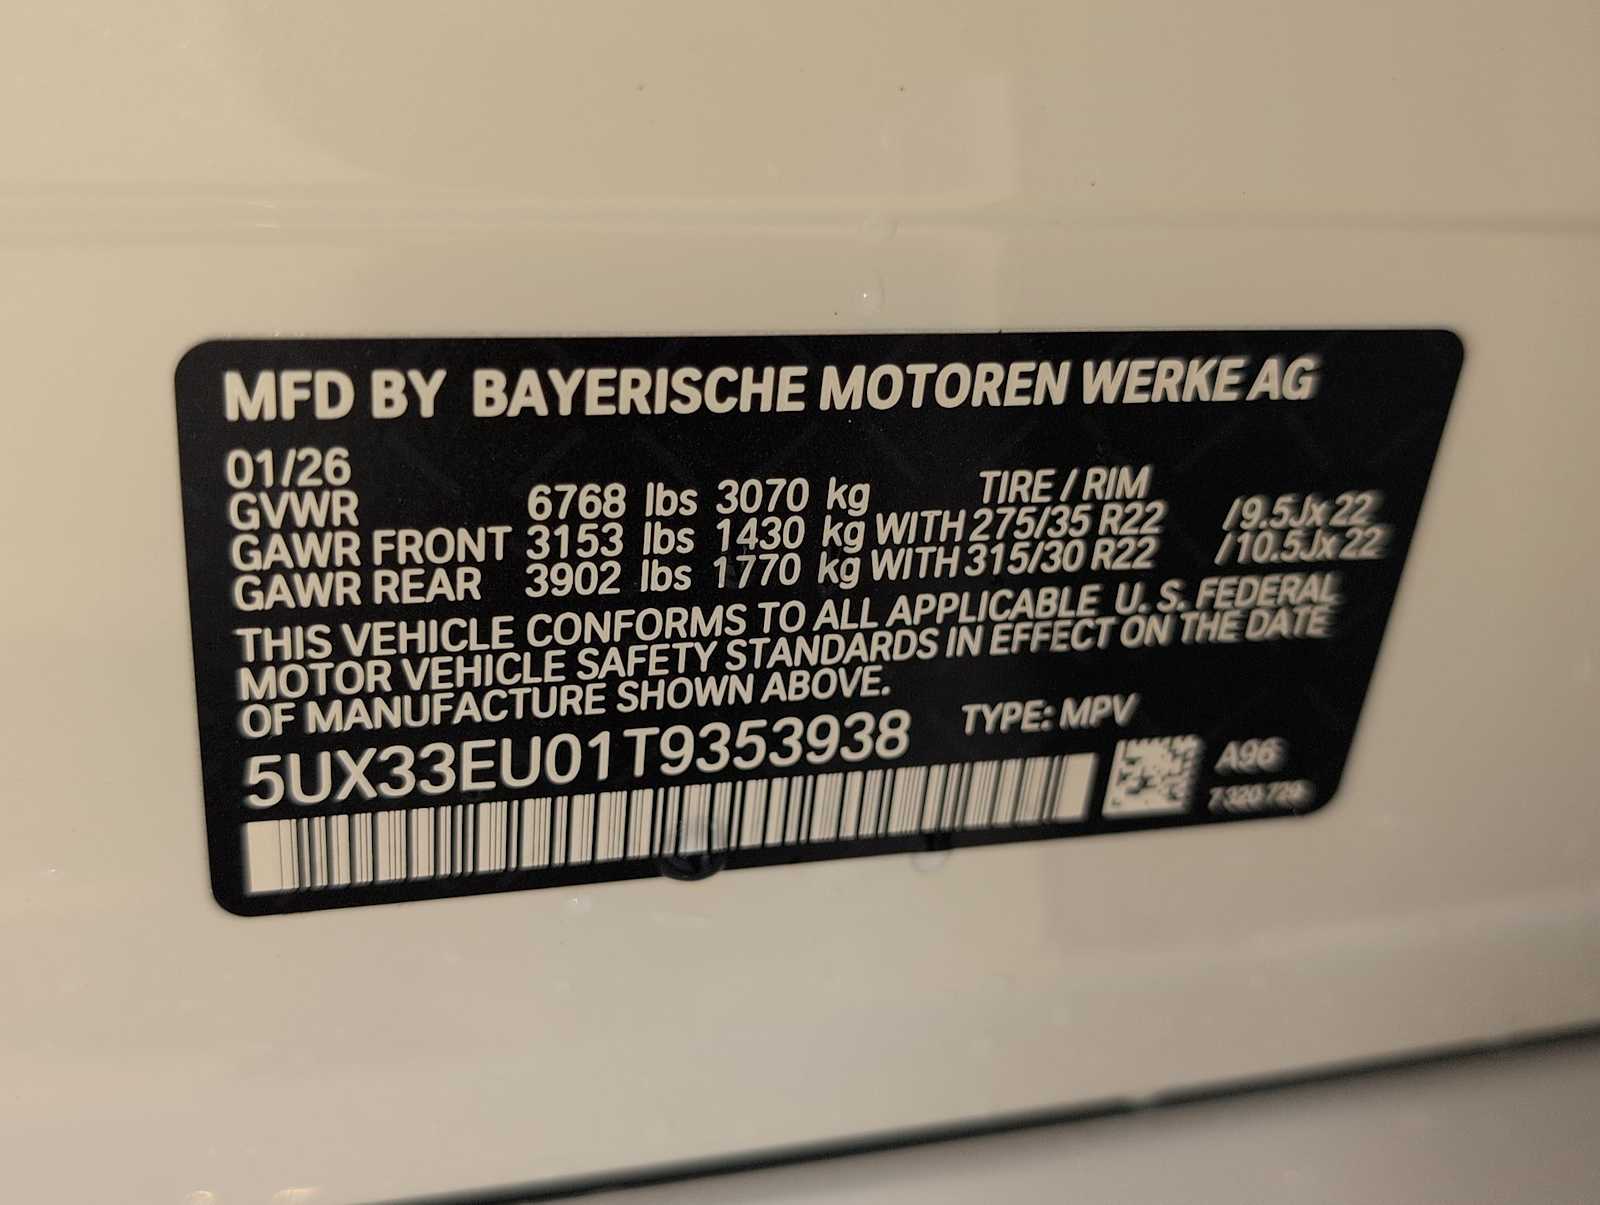 MFD BY BAYERISCHE MOTOREN WERKE AG
01/26
GVWR 6768 lbs 3070 kg TIRE / RIM
GAWR FRONT 3153 lbs 1430 kg WITH 275/35 R22 /9.5Jx22
GAWR REAR 3902 lbs 1770 kg WITH 315/30 R22 /10.5Jx22
THIS VEHICLE CONFORMS TO ALL APPLICABLE U. S. FEDERAL
MOTOR VEHICLE SAFETY STANDARDS IN EFFECT ON THE DATE
OF MANUFACTURE SHOWN ABOVE.
5UX33EU01T9353938 TYPE: MPV
A96
7320729